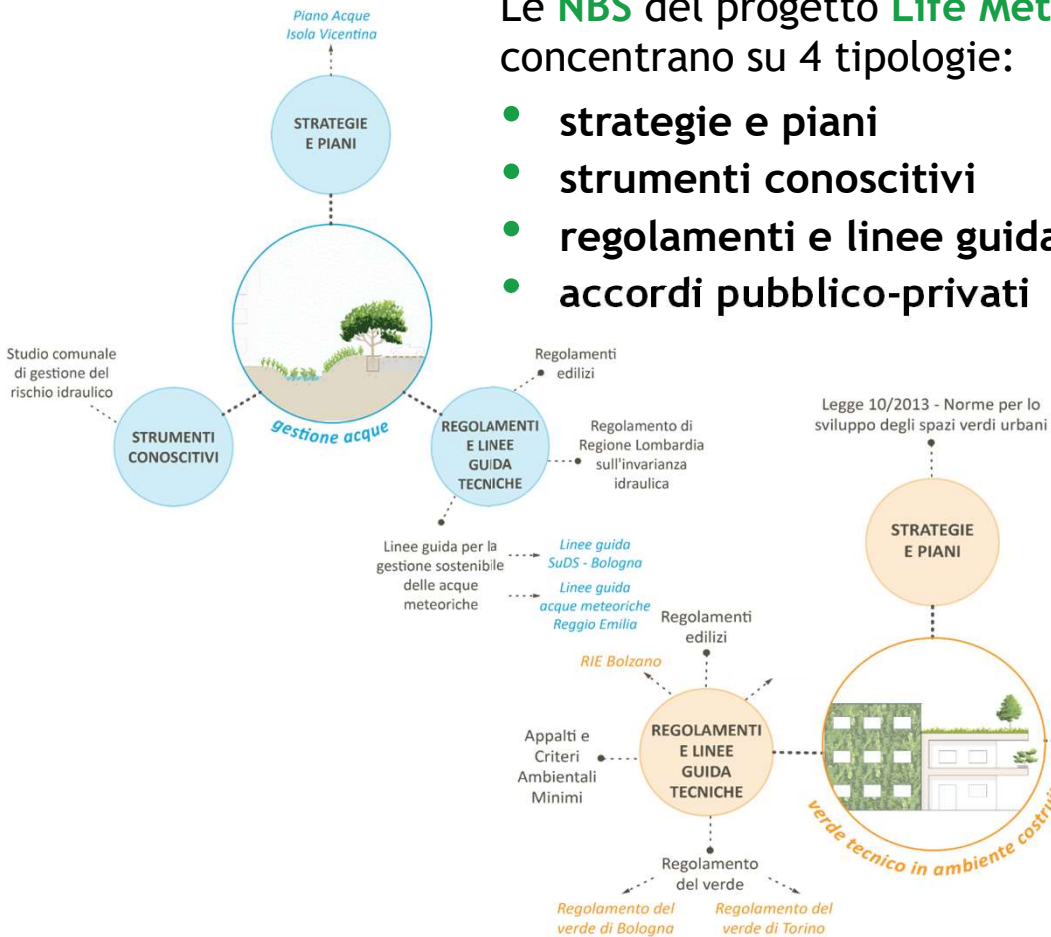 Le NBS del progetto Life Met
concentrano su 4 tipologie:
• strategie e piani
• strumenti conoscitivi
• regolamenti e linee guida
• accordi pubblico-privati
Piano Acque
Isola Vicentina
STRATEGIE
E PIANI
gestione acque
Studio comunale
di gestione del
rischio idraulico
STRUMENTI
CONOSCITIVI
REGOLAMENTI
E LINEE
GUIDA
TECNICHE
Regolamenti
edilizi
Regolamento di
Regione Lombardia
sull'invarianza
idraulica
Linee guida per la
gestione sostenibile
delle acque
meteoriche
Linee guida
SuDS - Bologna
Linee guida
acque meteoriche
Reggio Emilia
Legge 10/2013 - Norme per lo
sviluppo degli spazi verdi urbani
STRATEGIE
E PIANI
verde tecnico in ambiente costrui
REGOLAMENTI
E LINEE
GUIDA
TECNICHE
Regolamenti
edilizi
RIE Bolzano
Appalti e
Criteri
Ambientali
Minimi
Regolamento
del verde
Regolamento del
verde di Bologna
Regolamento del
verde di Torino